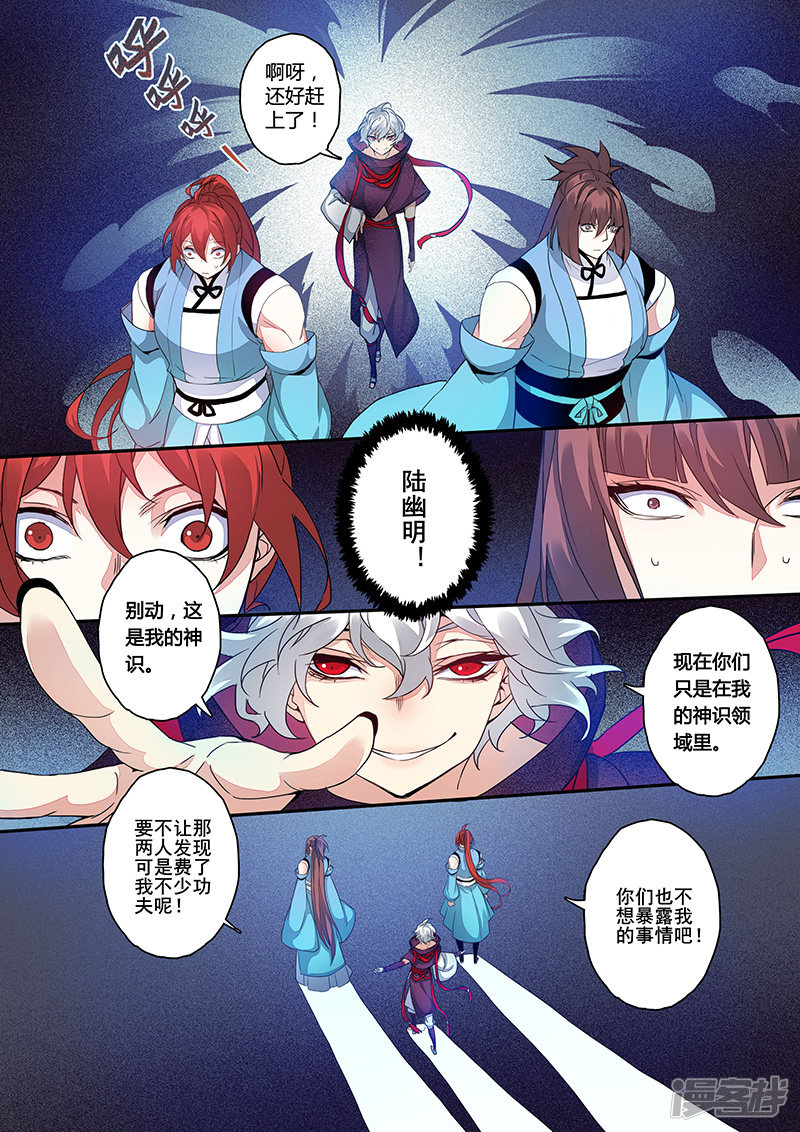 啊呀，
还好赶
上了！
陆幽明！
别动，这
是我的神
识。
现在你们
只是在我
的神识领
域里。
要不让那
两人发现
可是费了
我不少功
夫呢！
你们也不
想暴露我
的事情吧！
漫客栈